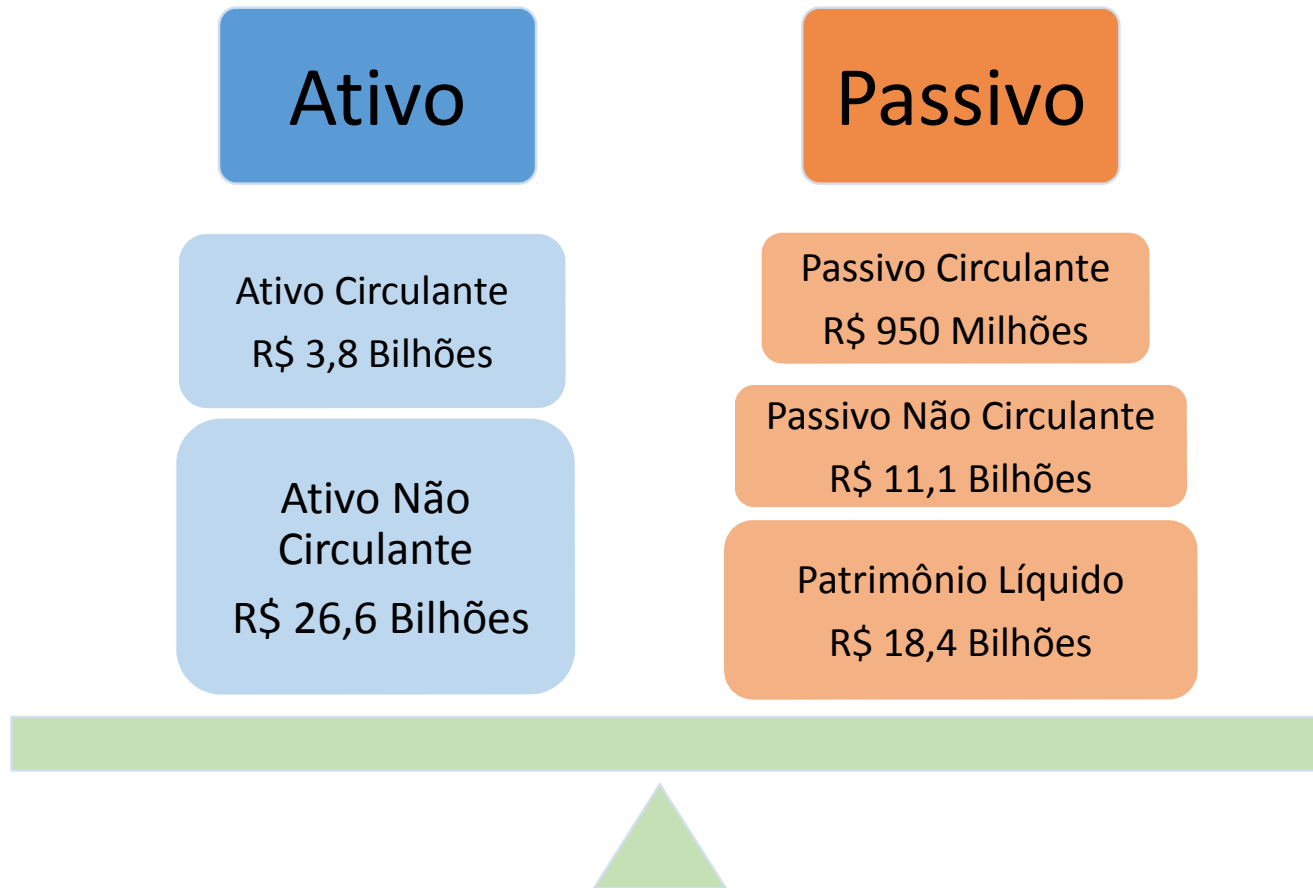 Ativo
Ativo Circulante
R$ 3,8 Bilhões
Ativo Não
Circulante
R$ 26,6 Bilhões
Passivo
Passivo Circulante
R$ 950 Milhões
Passivo Não Circulante
R$ 11,1 Bilhões
Patrimônio Líquido
R$ 18,4 Bilhões